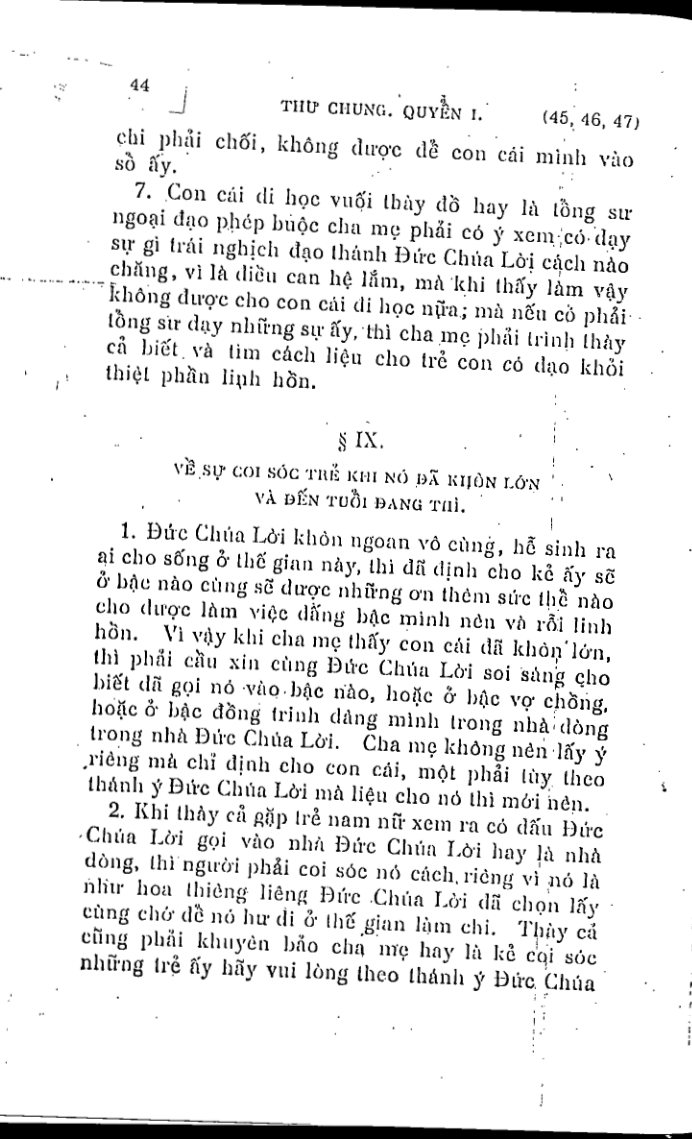 44
THƯ CHUNG. QUYỂN I.
(45, 46, 47)
chi phải chối, không được để con cái mình vào
sổ ấy.
7. Con cái đi học vuối thày đồ hay là tổng sư
ngoại đạo phép buộc cha mẹ phải có ý xem có dạy
sự gì trái nghịch đạo thánh Đức Chúa Lời cách nào
chăng, vì là điều can hệ lắm, mà khi thấy làm vậy
không được cho con cái đi học nữa; mà nếu có phải
tổng sư dạy những sự ấy, thì cha mẹ phải trình thày
cả biết và tìm cách liệu cho trẻ con có đạo khỏi
thiệt phần linh hồn.
§ IX.
VỀ SỰ COI SÓC TRẺ KHI NÓ ĐÃ KHÔN LỚN
VÀ ĐẾN TUỔI ĐANG THÌ.
1. Đức Chúa Lời khôn ngoan vô cùng, hễ sinh ra
ai cho sống ở thế gian này, thì đã định cho kẻ ấy sẽ
ở bậc nào cùng sẽ được những ơn thêm sức thể nào
cho được làm việc đấng bậc mình nên và rỗi linh
hồn. Vì vậy khi cha mẹ thấy con cái đã khôn lớn,
thì phải cầu xin cùng Đức Chúa Lời soi sáng cho
biết đã gọi nó vào bậc nào, hoặc ở bậc vợ chồng,
hoặc ở bậc đồng trinh dâng mình trong nhà dòng
trong nhà Đức Chúa Lời. Cha mẹ không nên lấy ý
riêng mà chỉ định cho con cái, một phải tùy theo
thánh ý Đức Chúa Lời mà liệu cho nó thì mới nên.
2. Khi thày cả gặp trẻ nam nữ xem ra có dấu Đức
Chúa Lời gọi vào nhà Đức Chúa Lời hay là nhà
dòng, thì người phải coi sóc nó cách riêng vì nó là
như hoa thiêng liêng Đức Chúa Lời đã chọn lấy
cùng chớ để nó hư đi ở thế gian làm chi. Thày cả
cũng phải khuyên bảo cha mẹ hay là kẻ coi sóc
những trẻ ấy hãy vui lòng theo thánh ý Đức Chúa